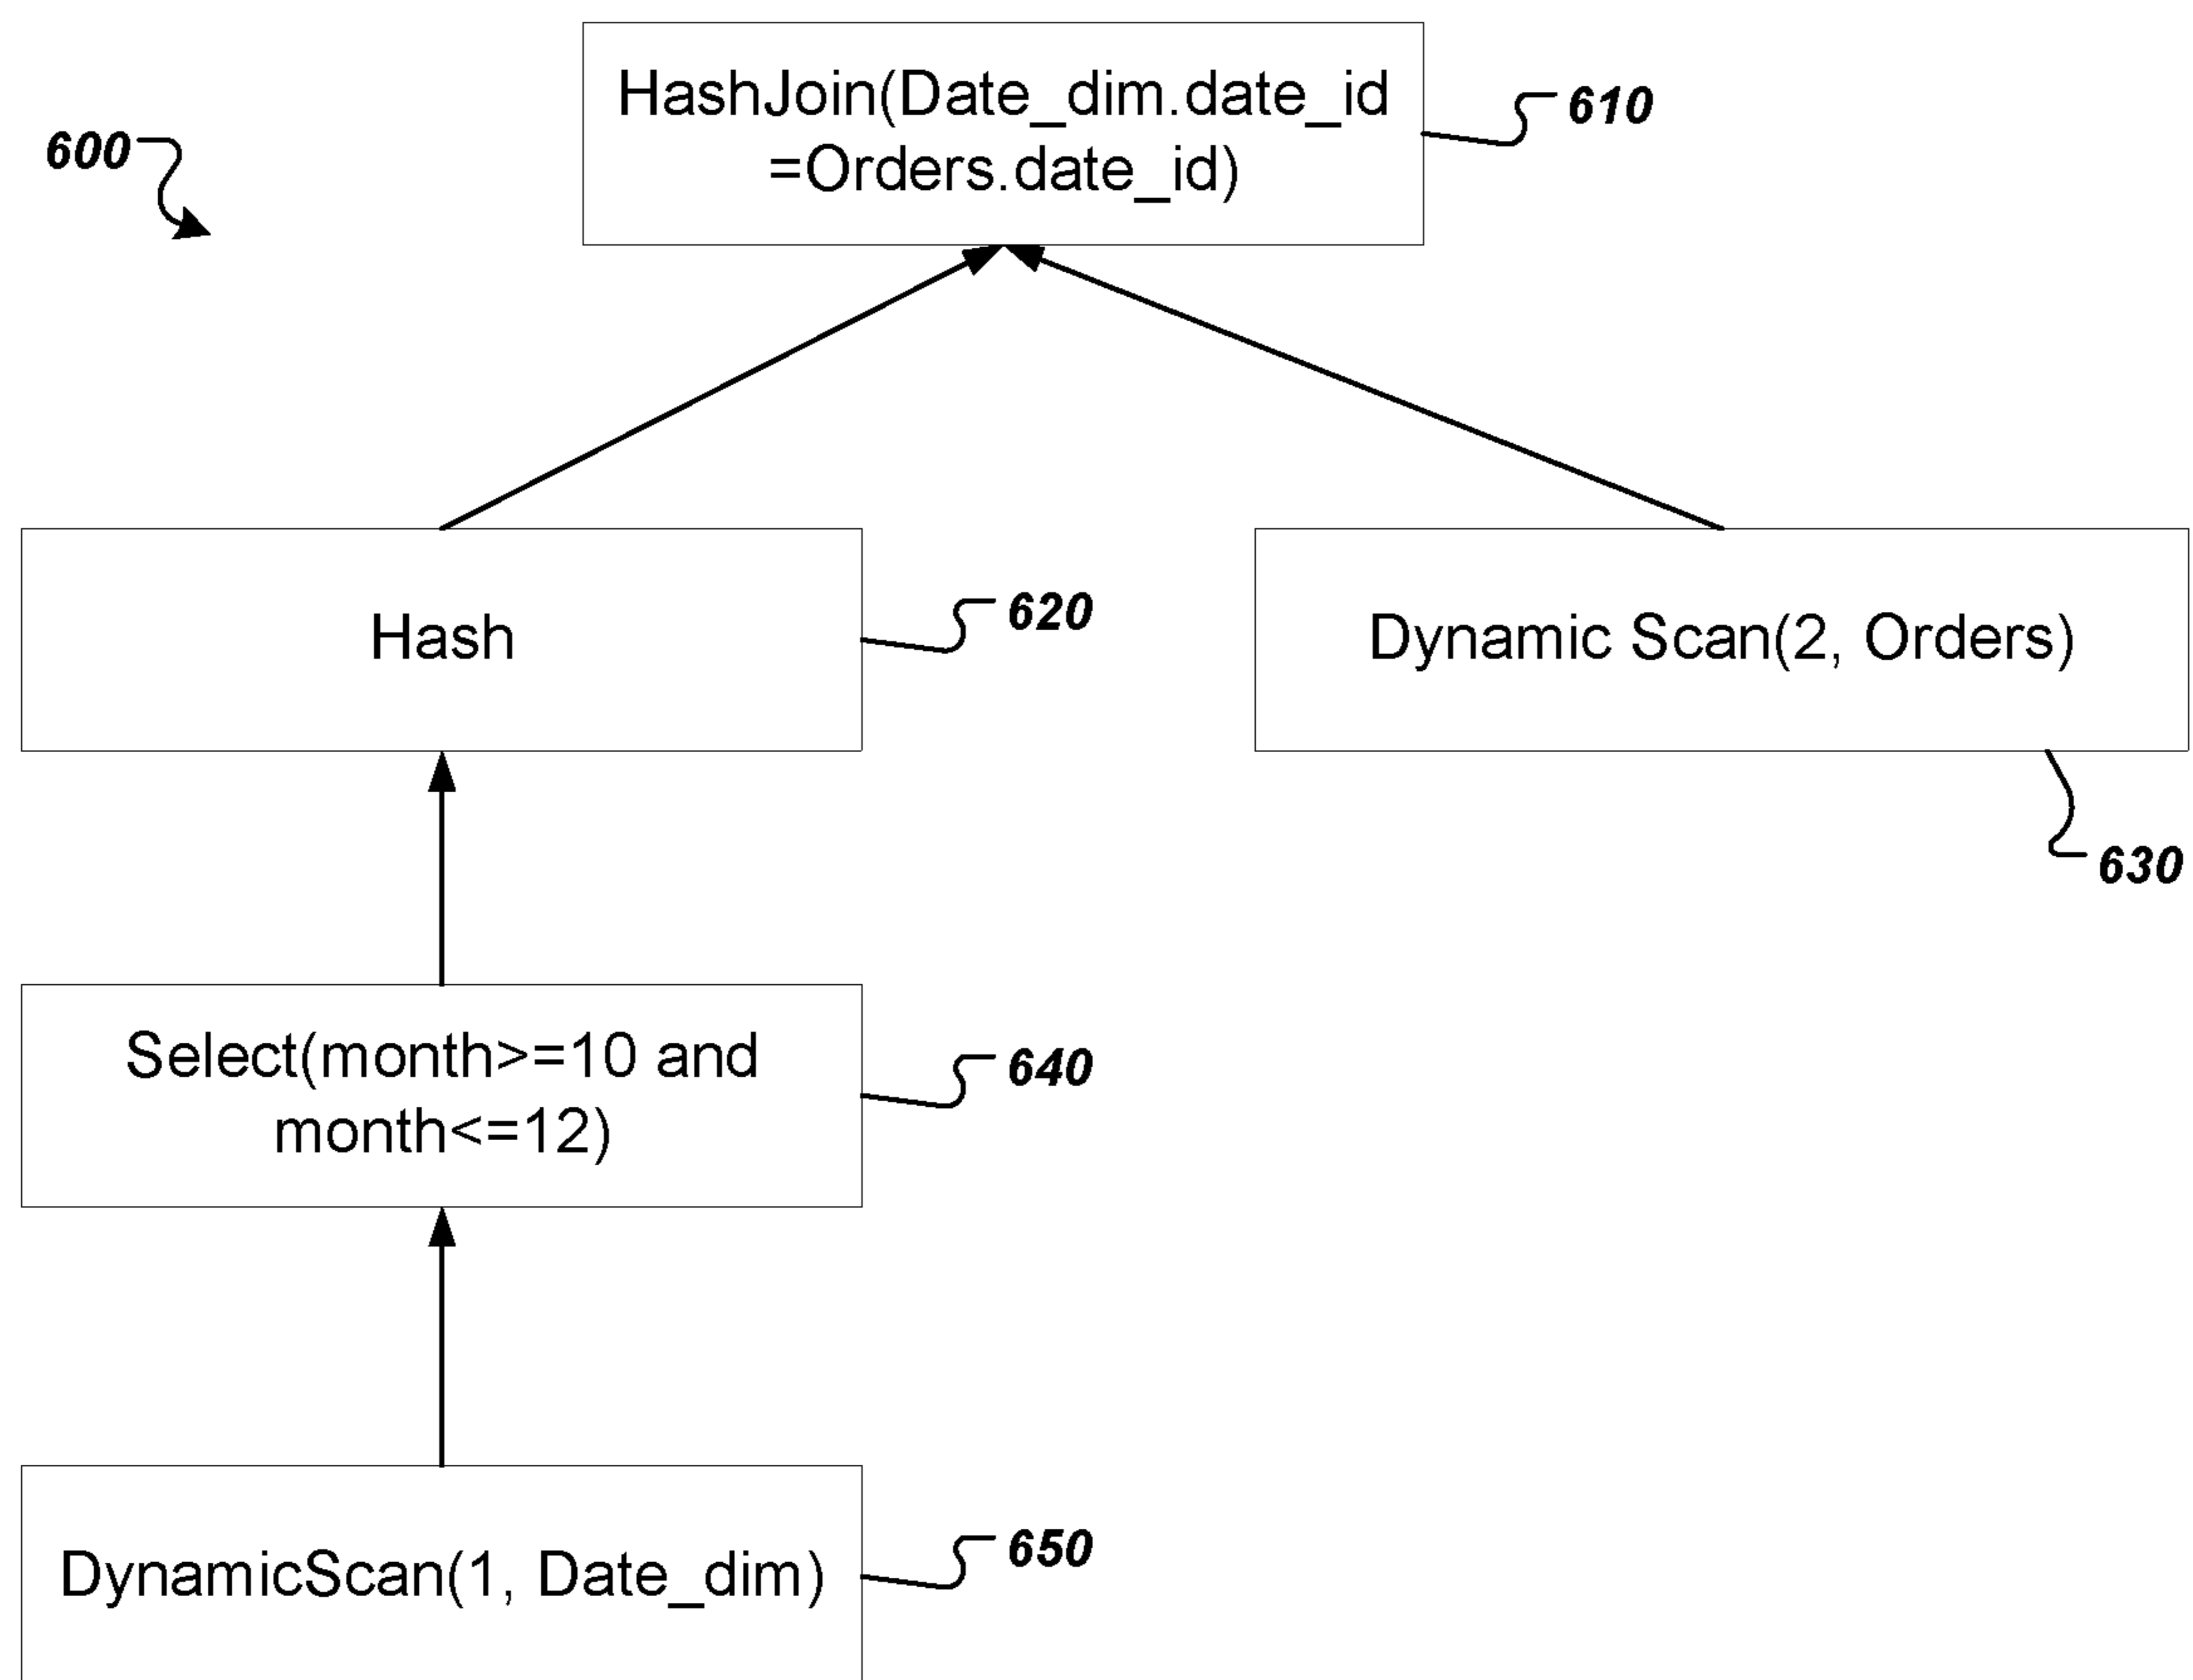 HashJoin(Date_dim.date_id
=Orders.date_id)
610
600
Hash
620
Dynamic Scan(2, Orders)
630
Select(month>=10 and
month<=12)
640
DynamicScan(1, Date_dim)
650